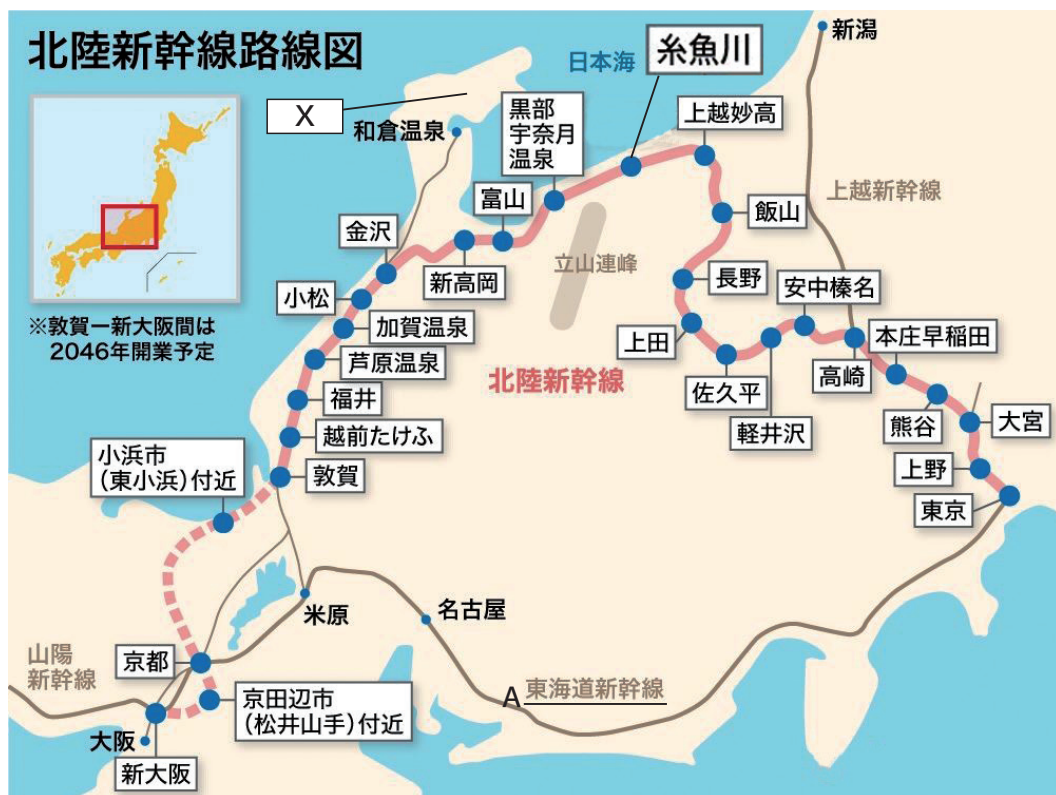 北陸新幹線路線図
※敦賀ー新大阪間は
2046年開業予定
X
和倉温泉
日本海
糸魚川
新潟
黒部
宇奈月
温泉
上越妙高
上越新幹線
富山
飯山
金沢
新高岡
立山連峰
長野
安中榛名
小松
加賀温泉
上田
本庄早稲田
芦原温泉
北陸新幹線
佐久平
高崎
福井
軽井沢
熊谷
大宮
越前たけふ
小浜市
(東小浜)付近
敦賀
上野
東京
米原
名古屋
山陽
新幹線
京都
A 東海道新幹線
京田辺市
(松井山手)付近
大阪
新大阪